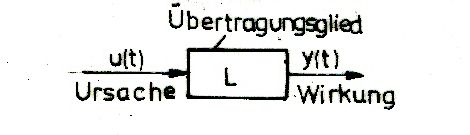 Übertragungsglied
u(t) L y(t)
Ursache Wirkung